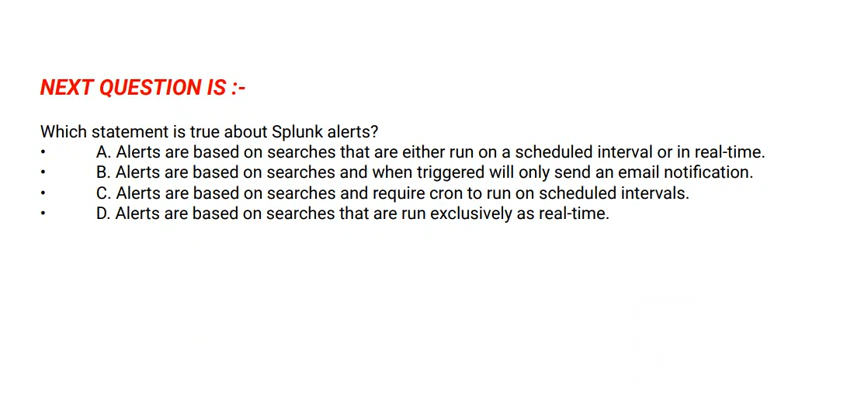 NEXT QUESTION IS :-
Which statement is true about Splunk alerts?
• A. Alerts are based on searches that are either run on a scheduled interval or in real-time.
• B. Alerts are based on searches and when triggered will only send an email notification.
• C. Alerts are based on searches and require cron to run on scheduled intervals.
• D. Alerts are based on searches that are run exclusively as real-time.